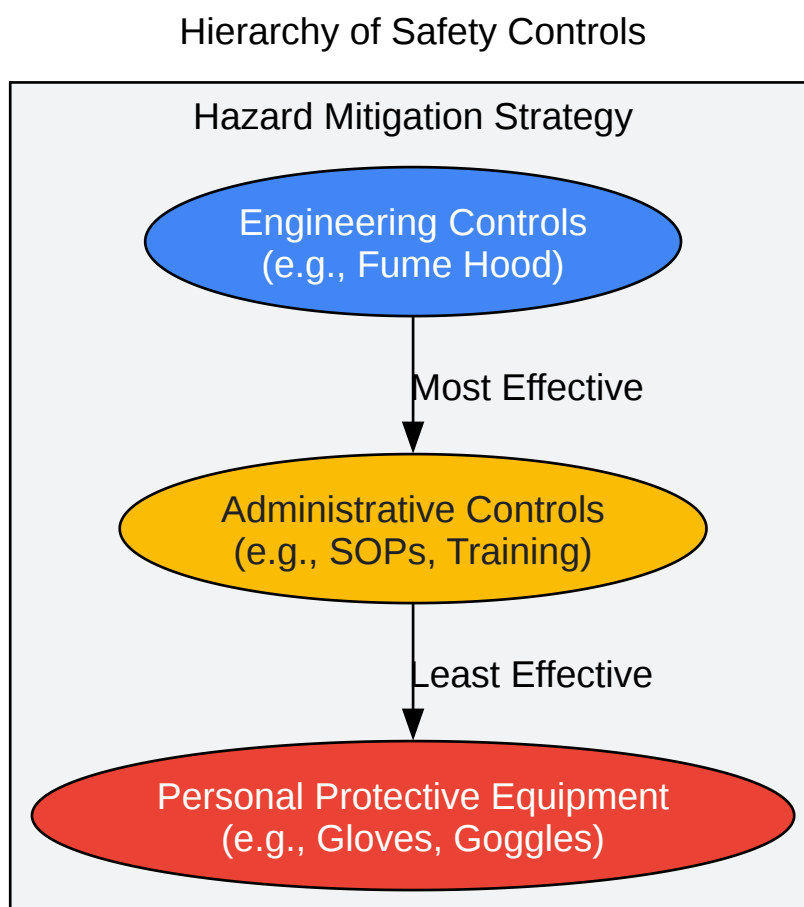 Hierarchy of Safety Controls
Hazard Mitigation Strategy
Engineering Controls
(e.g., Fume Hood)
Most Effective
Administrative Controls
(e.g., SOPs, Training)
Least Effective
Personal Protective Equipment
(e.g., Gloves, Goggles)